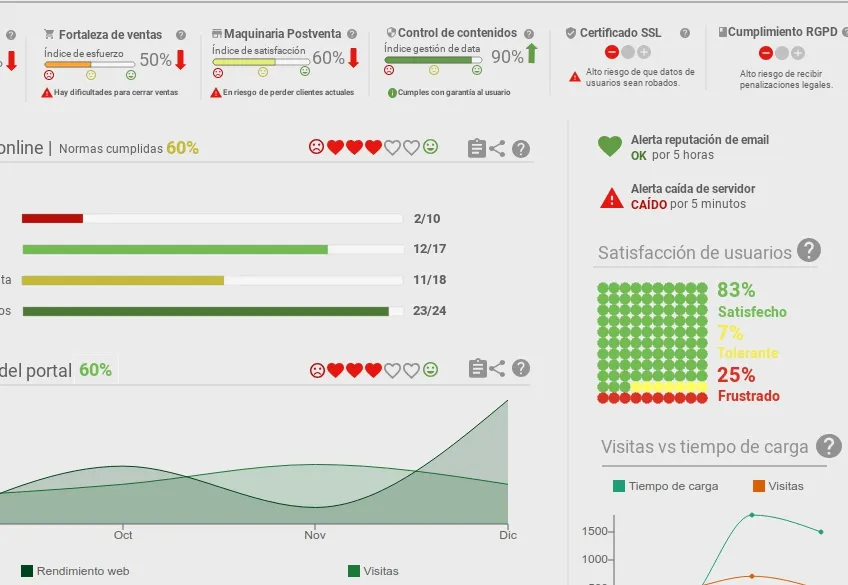 Fortaleza de ventas
Índice de esfuerzo
50%
Hay dificultades para cerrar ventas
Maquinaria Postventa
Índice de satisfacción
60%
En riesgo de perder clientes actuales
Control de contenidos
Índice gestión de data
90%
Cumples con garantía al usuario
Certificado SSL
Alto riesgo de que datos de
usuarios sean robados.
Cumplimiento RGPD
Alto riesgo de recibir
penalizaciones legales.
online | Normas cumplidas 60%
2/10
12/17
ta 11/18
os 23/24
del portal 60%
Oct Nov Dic
Rendimiento web Visitas
Alerta reputación de email
OK por 5 horas
Alerta caída de servidor
CAÍDO por 5 minutos
Satisfacción de usuarios
83%
Satisfecho
7%
Tolerante
25%
Frustrado
Visitas vs tiempo de carga
Tiempo de carga Visitas
1500
1000